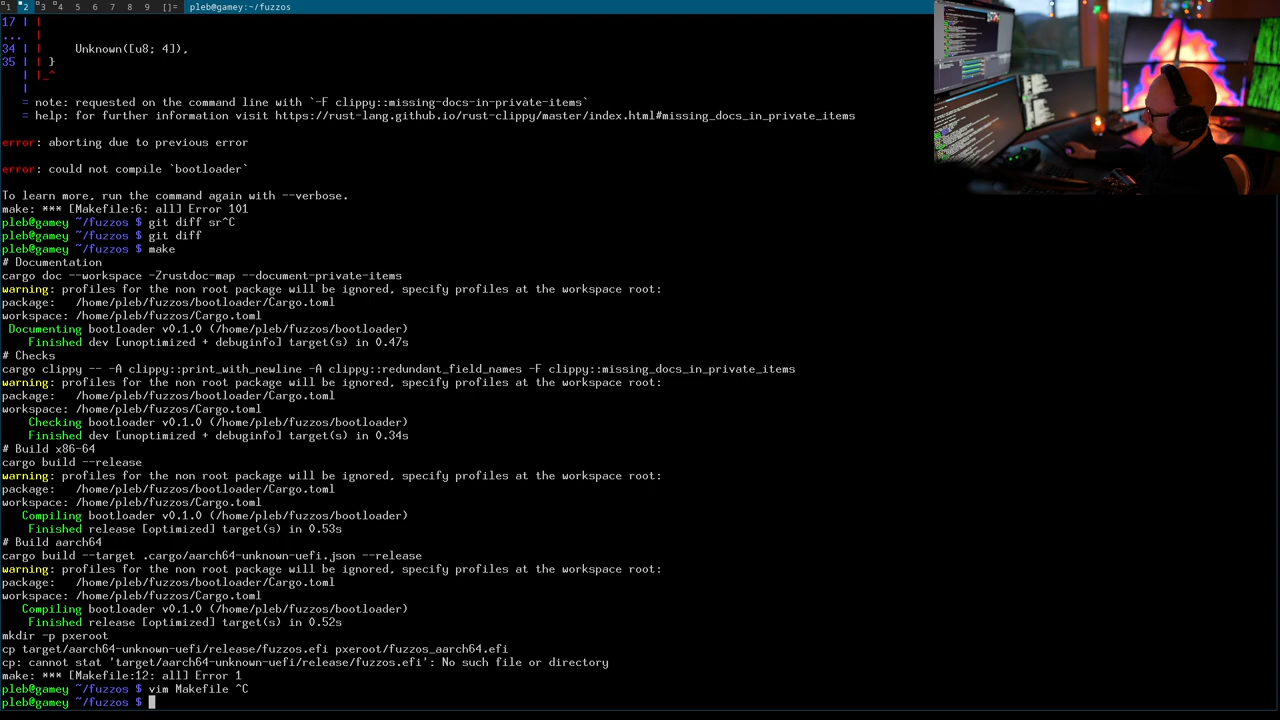 1 2 3 4 5 6 7 8 9 []= pleb@gamey:~/fuzzos
17 |
...
34 | Unknown([u8; 4]),
35 | }
|_^
|
= note: requested on the command line with `-F clippy::missing-docs-in-private-items`
= help: for further information visit https://rust-lang.github.io/rust-clippy/master/index.html#missing_docs_in_private_items
error: aborting due to previous error
error: could not compile `bootloader`
To learn more, run the command again with --verbose.
make: *** [Makefile:6: all] Error 101
pleb@gamey ~/fuzzos $ git diff sr^C
pleb@gamey ~/fuzzos $ git diff
pleb@gamey ~/fuzzos $ make
# Documentation
cargo doc --workspace -Zrustdoc-map --document-private-items
warning: profiles for the non root package will be ignored, specify profiles at the workspace root:
package:   /home/pleb/fuzzos/bootloader/Cargo.toml
workspace: /home/pleb/fuzzos/Cargo.toml
Documenting bootloader v0.1.0 (/home/pleb/fuzzos/bootloader)
Finished dev [unoptimized + debuginfo] target(s) in 0.47s
# Checks
cargo clippy -- -A clippy::print_with_newline -A clippy::redundant_field_names -F clippy::missing_docs_in_private_items
warning: profiles for the non root package will be ignored, specify profiles at the workspace root:
package:   /home/pleb/fuzzos/bootloader/Cargo.toml
workspace: /home/pleb/fuzzos/Cargo.toml
Checking bootloader v0.1.0 (/home/pleb/fuzzos/bootloader)
Finished dev [unoptimized + debuginfo] target(s) in 0.34s
# Build x86-64
cargo build --release
warning: profiles for the non root package will be ignored, specify profiles at the workspace root:
package:   /home/pleb/fuzzos/bootloader/Cargo.toml
workspace: /home/pleb/fuzzos/Cargo.toml
Compiling bootloader v0.1.0 (/home/pleb/fuzzos/bootloader)
Finished release [optimized] target(s) in 0.53s
# Build aarch64
cargo build --target .cargo/aarch64-unknown-uefi.json --release
warning: profiles for the non root package will be ignored, specify profiles at the workspace root:
package:   /home/pleb/fuzzos/bootloader/Cargo.toml
workspace: /home/pleb/fuzzos/Cargo.toml
Compiling bootloader v0.1.0 (/home/pleb/fuzzos/bootloader)
Finished release [optimized] target(s) in 0.52s
mkdir -p pxeroot
cp target/aarch64-unknown-uefi/release/fuzzos.efi pxeroot/fuzzos_aarch64.efi
cp: cannot stat 'target/aarch64-unknown-uefi/release/fuzzos.efi': No such file or directory
make: *** [Makefile:12: all] Error 1
pleb@gamey ~/fuzzos $ vim Makefile ^C
pleb@gamey ~/fuzzos $